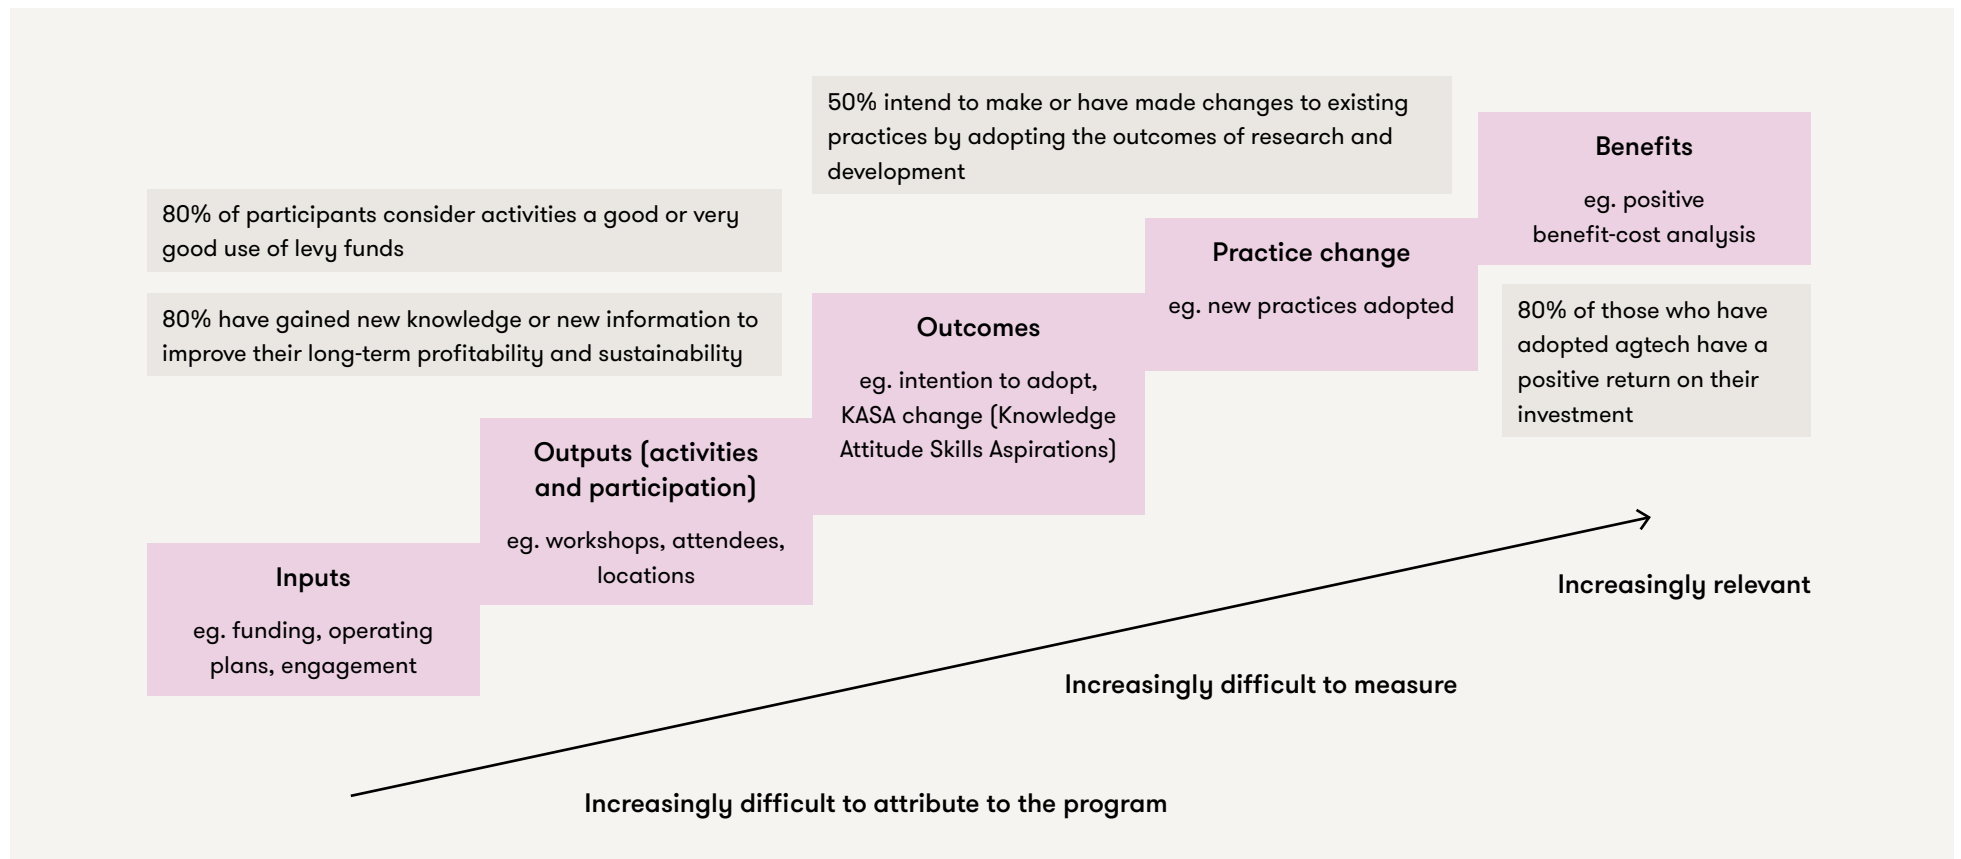 50% intend to make or have made changes to existing
practices by adopting the outcomes of research and
development
Benefits
eg. positive
benefit-cost analysis
80% of participants consider activities a good or very
good use of levy funds
Practice change
eg. new practices adopted
80% have gained new knowledge or new information to
improve their long-term profitability and sustainability
80% of those who have
adopted agtech have a
positive return on their
investment
Outcomes
eg. intention to adopt,
KASA change (Knowledge
Attitude Skills Aspirations)
Outputs (activities
and participation)
eg. workshops, attendees,
locations
Inputs
eg. funding, operating
plans, engagement
Increasingly relevant
Increasingly difficult to measure
Increasingly difficult to attribute to the program